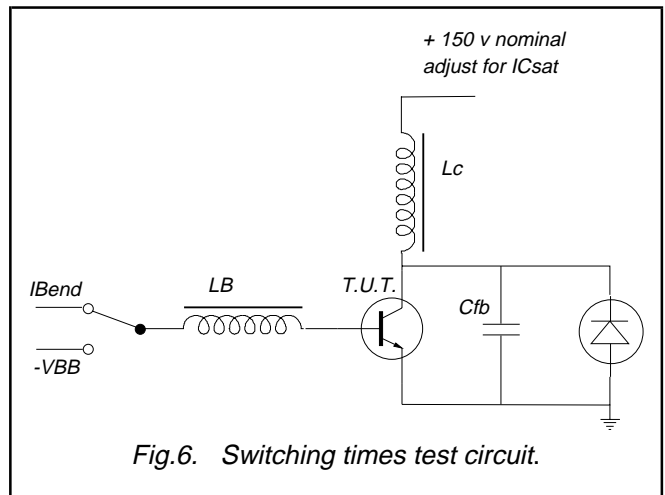 + 150 v nominal
adjust for ICsat
Lc
IBend
LB
T.U.T.
Cfb
-VBB
Fig.6. Switching times test circuit.